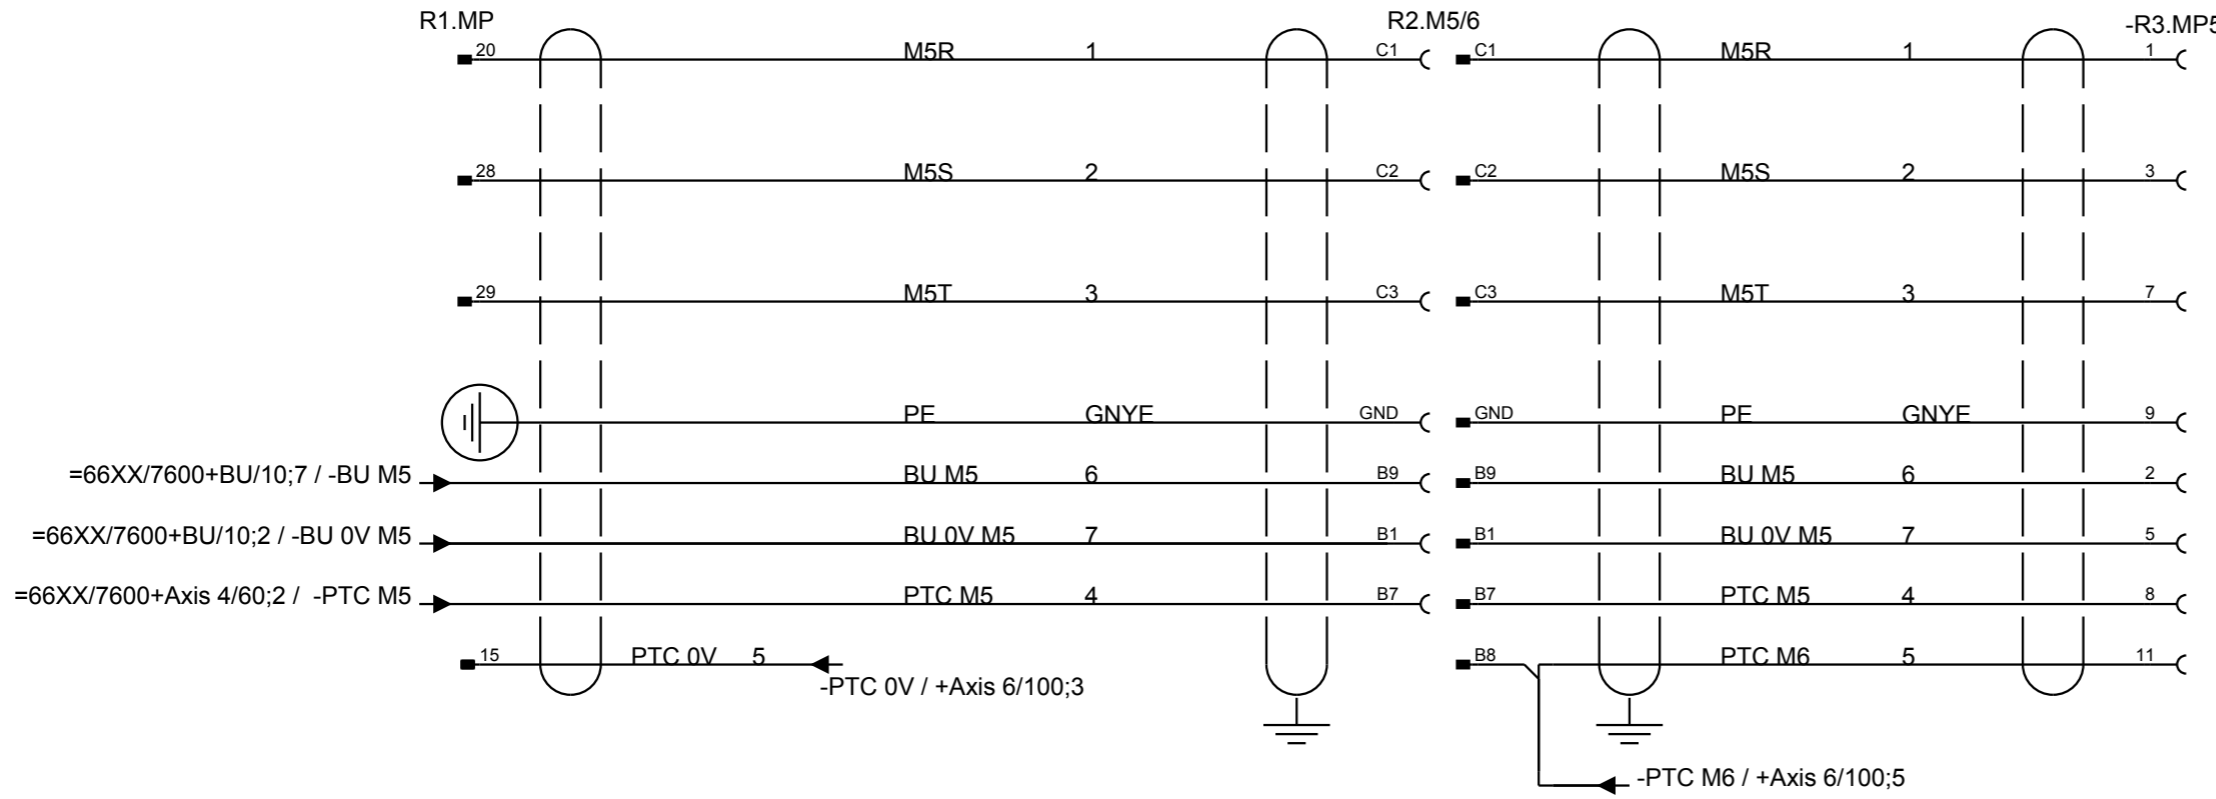 R1.MP R2.M5/6 -R3.MP5
20 M5R 1 C1 C1 M5R 1 1
28 M5S 2 C2 C2 M5S 2 3
29 M5T 3 C3 C3 M5T 3 7
PE GNYE GND GND PE GNYE 9
=66XX/7600+BU/10;7 / -BU M5 BU M5 6 B9 B9 BU M5 6 2
=66XX/7600+BU/10;2 / -BU 0V M5 BU 0V M5 7 B1 B1 BU 0V M5 7 5
=66XX/7600+Axis 4/60;2 / -PTC M5 PTC M5 4 B7 B7 PTC M5 4 8
15 PTC 0V 5 B8 PTC M6 5 11
-PTC 0V / +Axis 6/100;3
-PTC M6 / +Axis 6/100;5